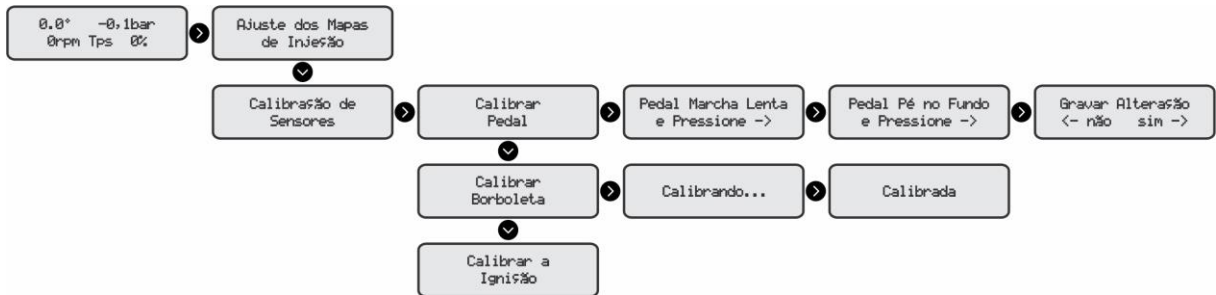 0.0° -0,1bar
0rpm Tps 0%
Ajuste dos Mapas
de Injeção
Calibração de
Sensores
Calibrar
Pedal
Pedal Marcha Lenta
e Pressione ->
Pedal Pé no Fundo
e Pressione ->
Gravar Alteração
<- não sim ->
Calibrar
Borboleta
Calibrando...
Calibrada
Calibrar a
Ignição